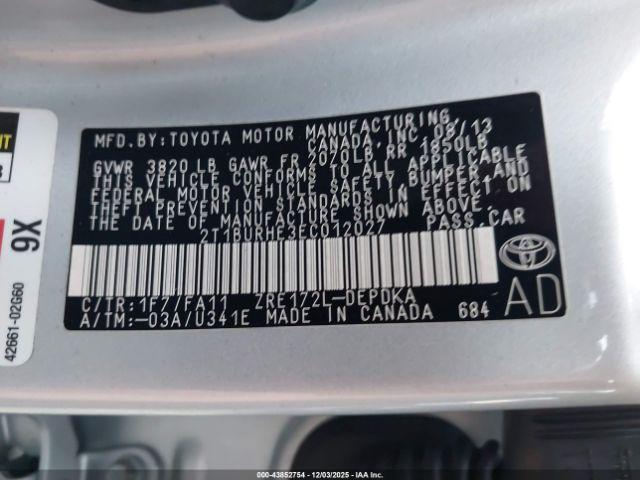 MFD. BY: TOYOTA MOTOR MANUFACTURING,
CANADA, INC. 08/13
GVWR 3820 LB GAWR FR 2020LB RR 1850LB
THIS VEHICLE CONFORMS TO ALL APPLICABLE
FEDERAL MOTOR VEHICLE SAFETY, BUMPER, AND
THEFT PREVENTION STANDARDS IN EFFECT ON
THE DATE OF MANUFACTURE SHOWN ABOVE.
2T1BURHE3EC012027 PASS.CAR
C/TR:1F7/FA11 ZRE172L-DEPDKA
A/TM:-03A/U341E MADE IN CANADA 684
AD
9X
42661-02G60
000-43852754 | 12/03/2025 - IAAI.com